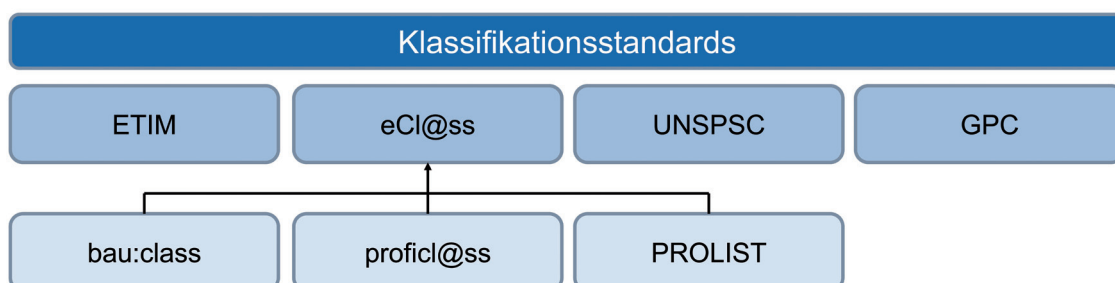 Klassifikationsstandards
ETIM
eCl@ss
UNSPSC
GPC
bau:class
proficl@ss
PROLIST